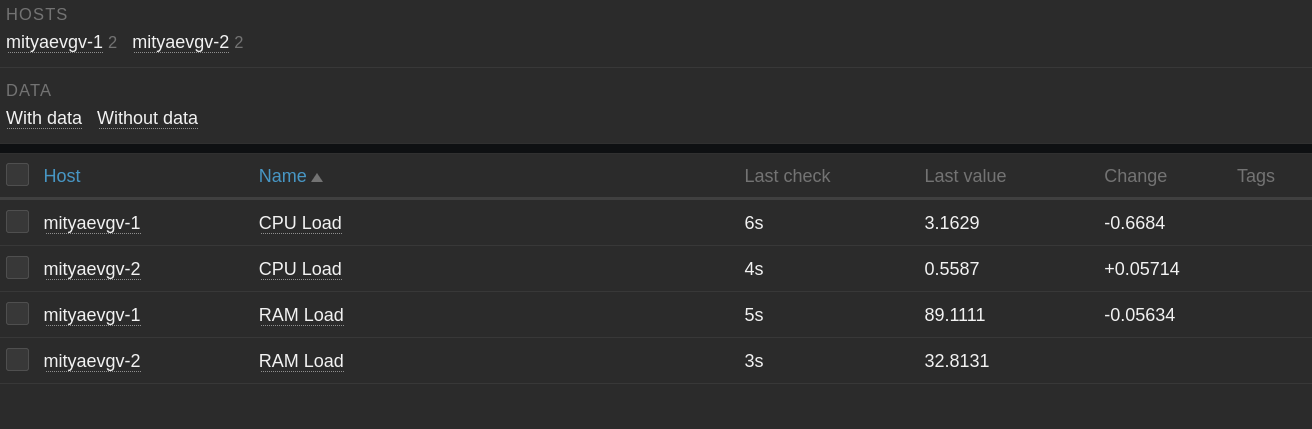 HOSTS
mityaevgv-1 2 mityaevgv-2 2
DATA
With data Without data
Host Name Last check Last value Change Tags
mityaevgv-1 CPU Load 6s 3.1629 -0.6684
mityaevgv-2 CPU Load 4s 0.5587 +0.05714
mityaevgv-1 RAM Load 5s 89.1111 -0.05634
mityaevgv-2 RAM Load 3s 32.8131